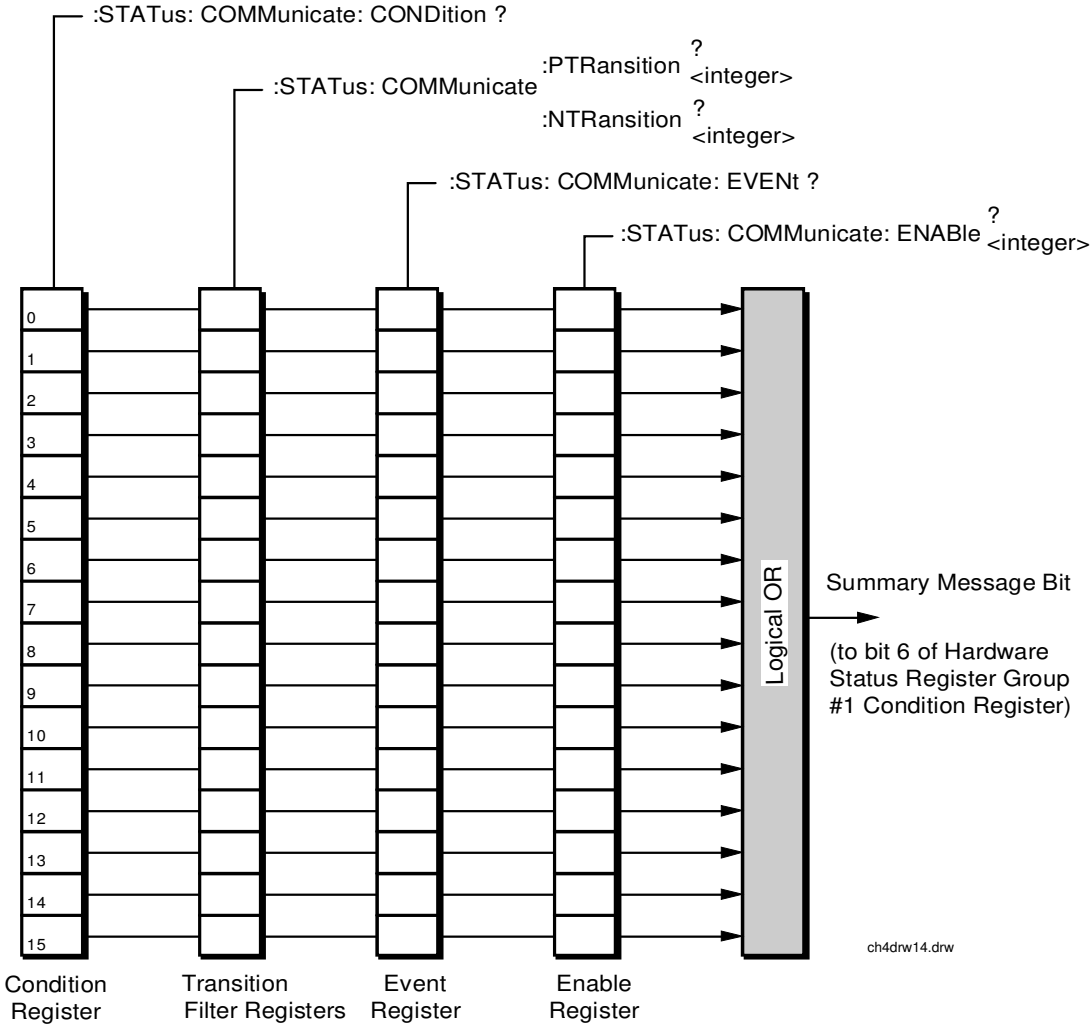 :STATus: COMMunicate: CONDition ?
:STATus: COMMunicate
:PTRansition ? <integer>
:NTRansition ? <integer>
:STATus: COMMunicate: EVENt ?
:STATus: COMMunicate: ENABle ? <integer>
0
1
2
3
4
5
6
7
8
9
10
11
12
13
14
15
Logical OR
Summary Message Bit
(to bit 6 of Hardware
Status Register Group
#1 Condition Register)
ch4drw14.drw
Condition
Register
Transition
Filter Registers
Event
Register
Enable
Register